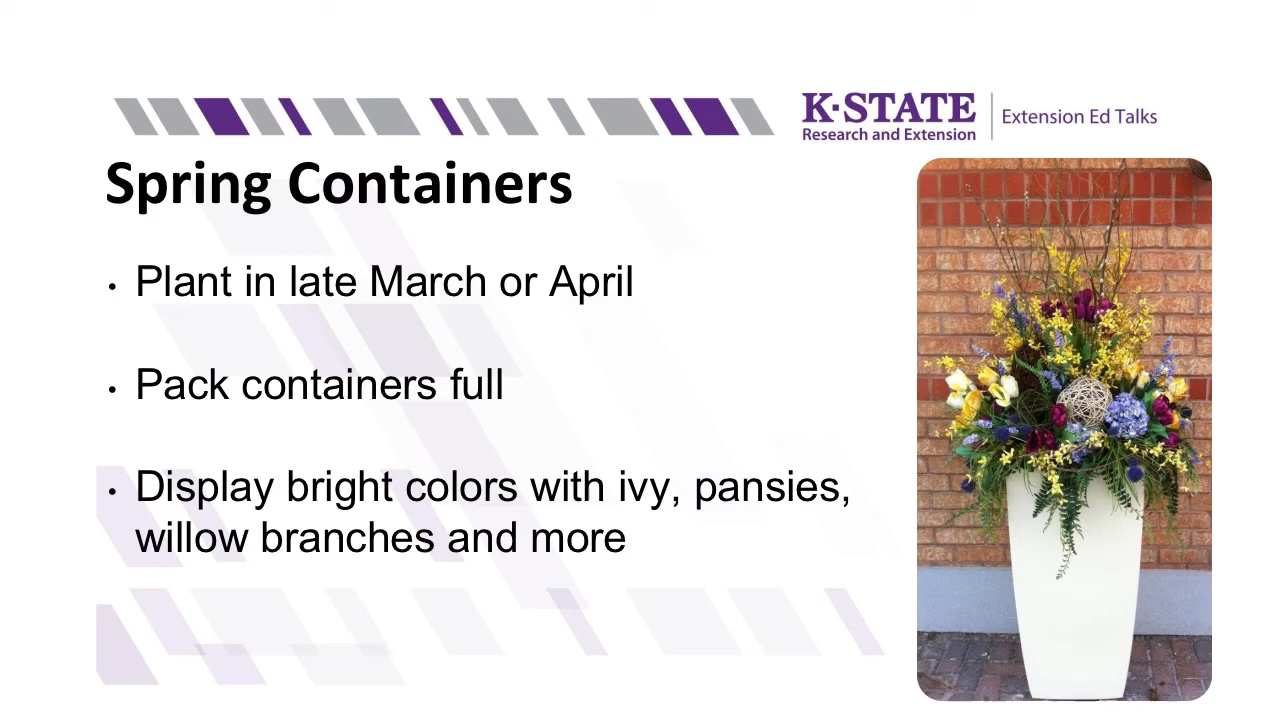 K-STATE
Research and Extension
Extension Ed Talks
Spring Containers
• Plant in late March or April
• Pack containers full
• Display bright colors with ivy, pansies,
willow branches and more